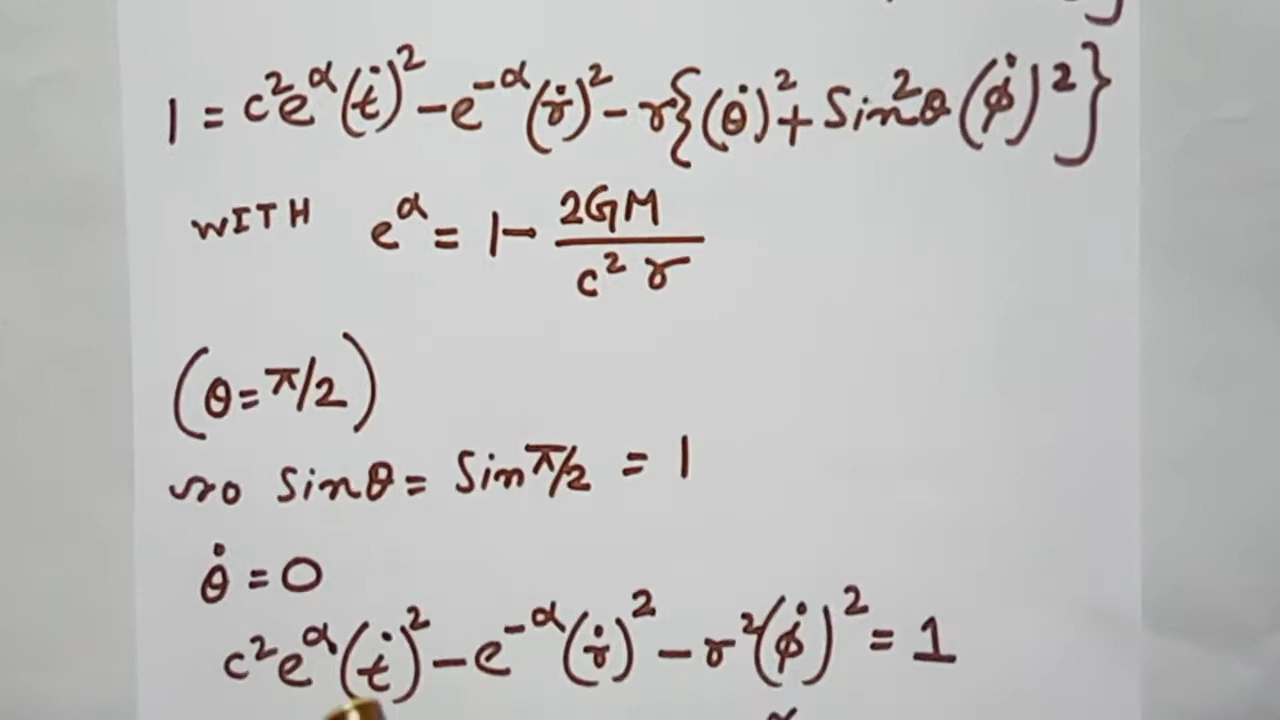 1 = c²e^α(ṫ)² - e^-α(ṙ)² - r{(θ̇)² + Sin²θ(φ̇)²}
WITH e^α = 1 - 2GM / c² r
(θ = π/2)
so Sinθ = Sin π/2 = 1
θ̇ = 0
c²e^α(ṫ)² - e^-α(ṙ)² - r²(φ̇)² = 1